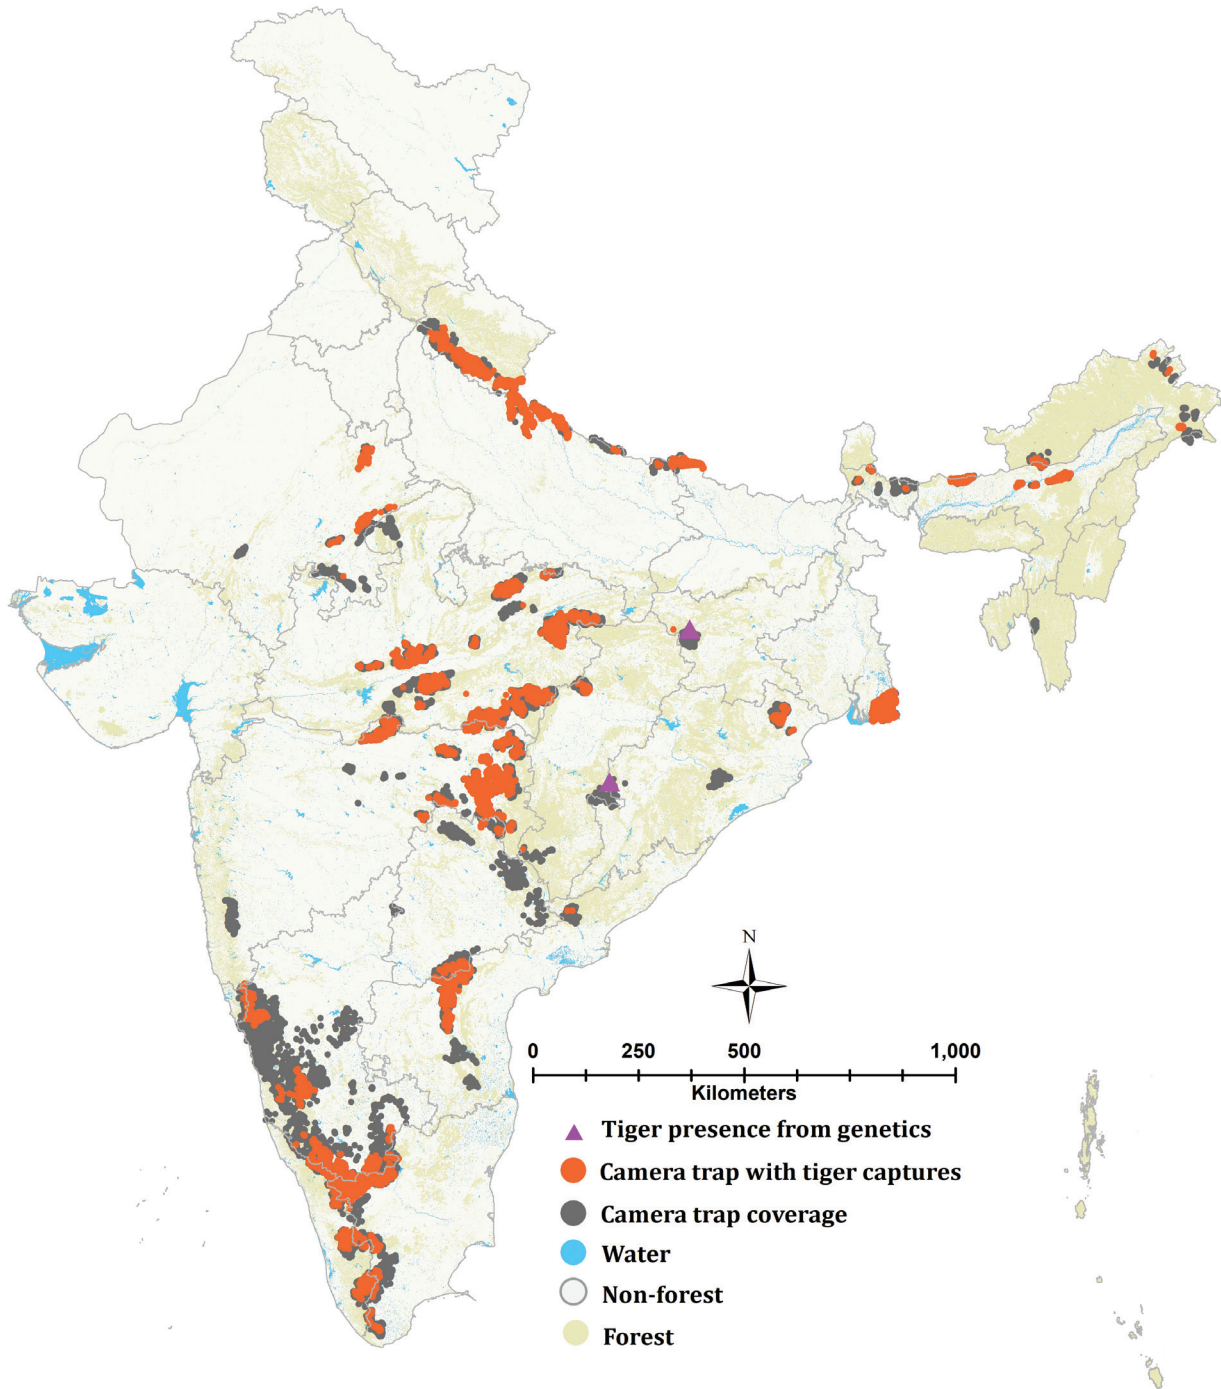 N
0 250 500 1,000
Kilometers
Tiger presence from genetics
Camera trap with tiger captures
Camera trap coverage
Water
Non-forest
Forest